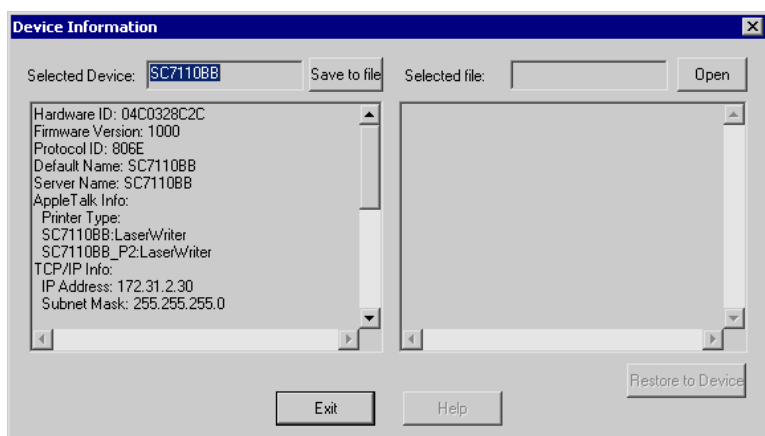 Device Information
Selected Device: SC7110BB Save to file Selected file: Open
Hardware ID: 04C0328C2C
Firmware Version: 1000
Protocol ID: 806E
Default Name: SC7110BB
Server Name: SC7110BB
AppleTalk Info:
Printer Type:
SC7110BB:LaserWriter
SC7110BB_P2:LaserWriter
TCP/IP Info:
IP Address: 172.31.2.30
Subnet Mask: 255.255.255.0
Restore to Device
Exit Help